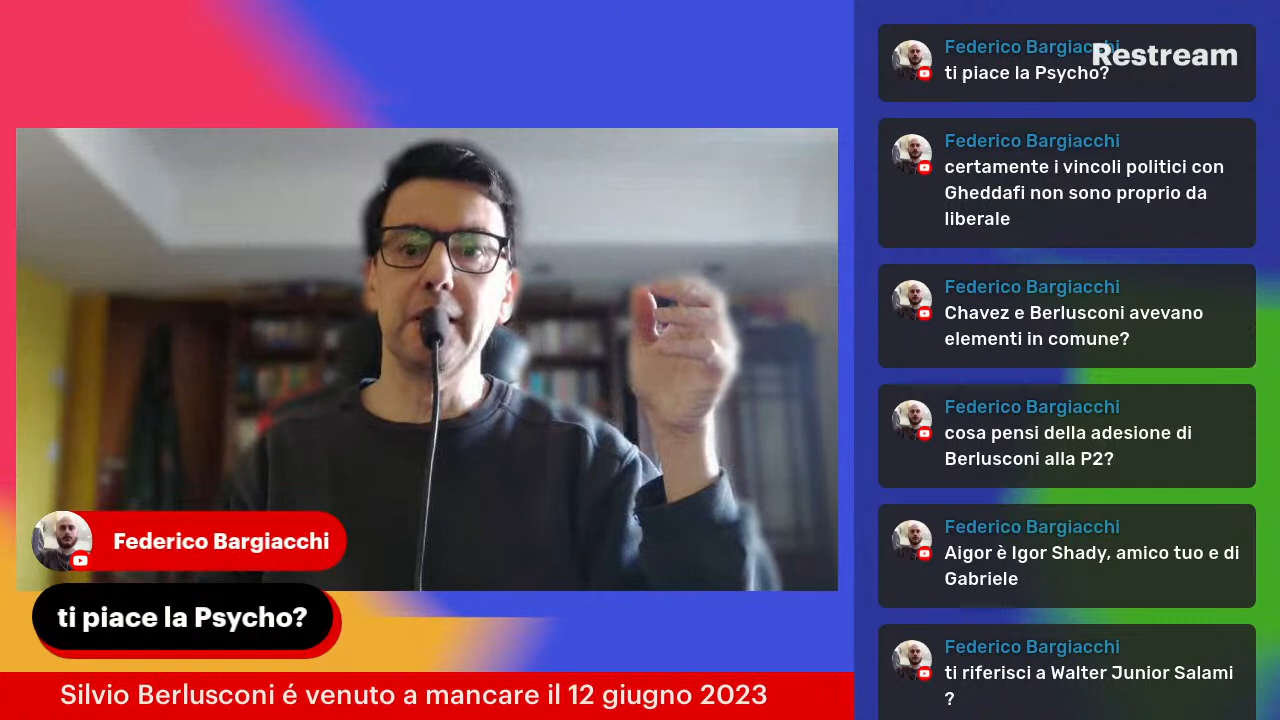 Federico Bargiacchi
ti piace la Psycho?
Silvio Berlusconi é venuto a mancare il 12 giugno 2023
Restream
Federico Bargiacchi
ti piace la Psycho?
Federico Bargiacchi
certamente i vincoli politici con
Gheddafi non sono proprio da
liberale
Federico Bargiacchi
Chavez e Berlusconi avevano
elementi in comune?
Federico Bargiacchi
cosa pensi della adesione di
Berlusconi alla P2?
Federico Bargiacchi
Aigor è Igor Shady, amico tuo e di
Gabriele
Federico Bargiacchi
ti riferisci a Walter Junior Salami
?